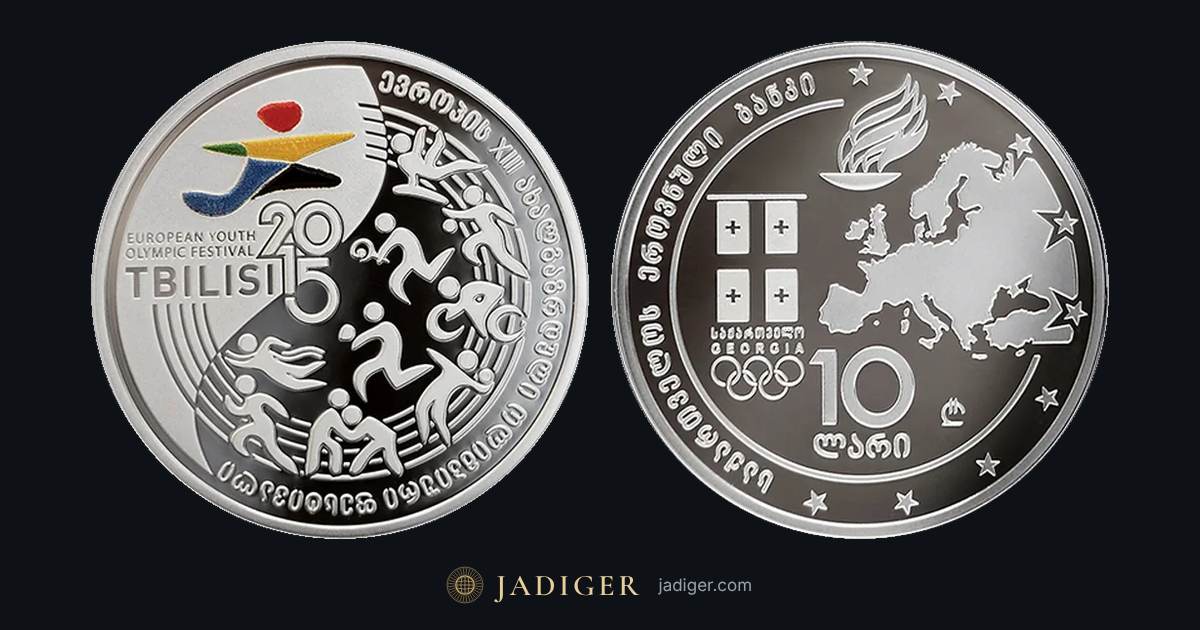 ევროპის XIII ახალგაზრდული ოლიმპიური ფესტივალი
2015
EUROPEAN YOUTH
OLYMPIC FESTIVAL
TBILISI
საქართველოს ეროვნული ბანკი
საქართველო
GEORGIA
10 ₾
ლარი
JADIGER jadiger.com